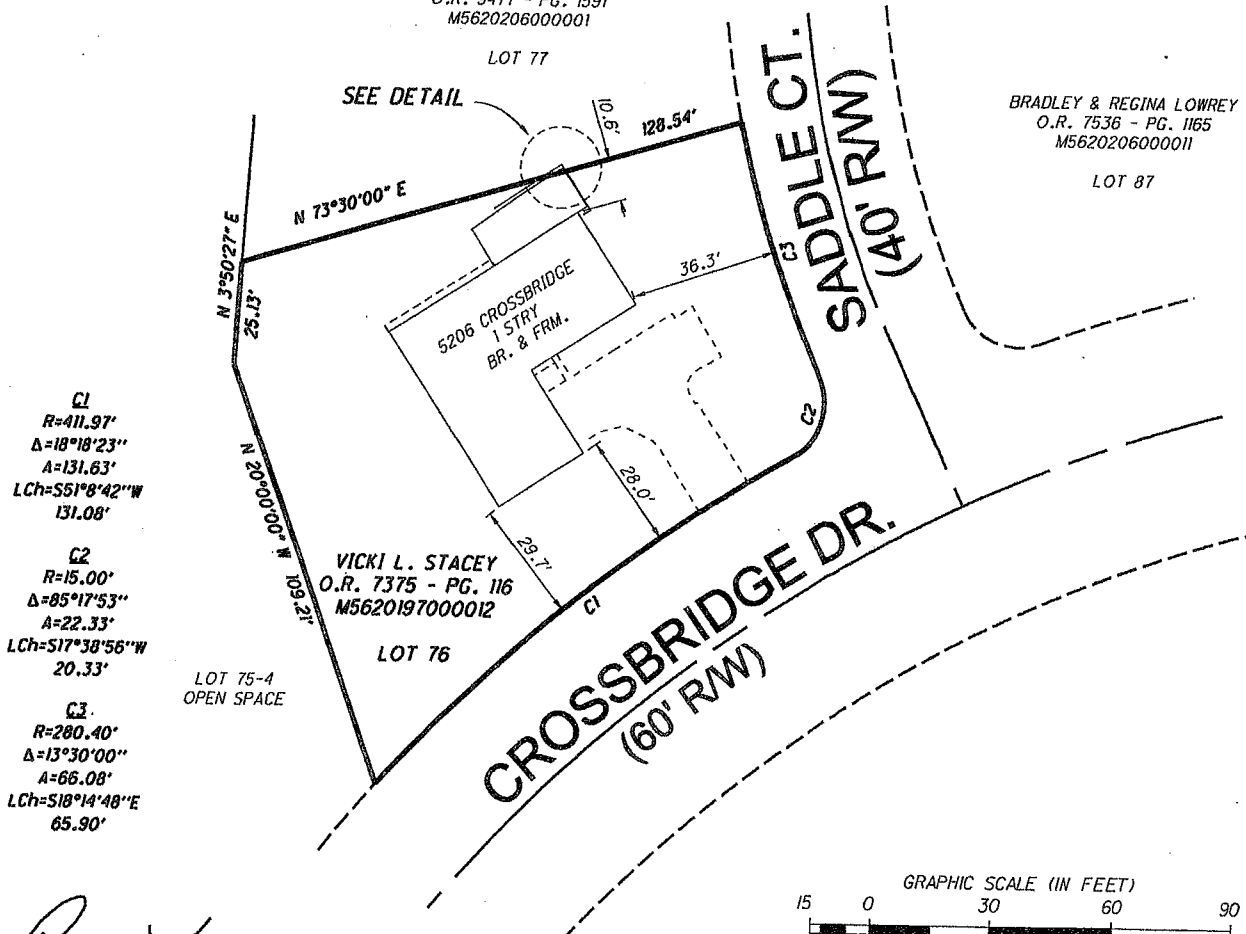 O.R. 5477 - PG. 1591
M5620206000001
LOT 77
SEE DETAIL
10.6'
128.54'
N 73°30'00" E
SADDLE CT.
(40' R/W)
BRADLEY & REGINA LOWREY
O.R. 7536 - PG. 1165
M5620206000011
LOT 87
N 3°50'27" E
25.13'
5206 CROSSBRIDGE
1 STRY
BR. & FRM.
36.3'
C3
C2
C1
R=411.97'
Δ=18°18'23"
A=131.63'
LCh=S51°8'42"W
131.08'
C2
R=15.00'
Δ=85°17'53"
A=22.33'
LCh=S17°38'56"W
20.33'
C3
R=280.40'
Δ=13°30'00"
A=66.08'
LCh=S18°14'48"E
65.90'
N 20°00'00" W 109.21'
28.0'
29.7'
VICKI L. STACEY
O.R. 7375 - PG. 116
M5620197000012
LOT 76
C1
LOT 75-4
OPEN SPACE
CROSSBRIDGE DR.
(60' R/W)
GRAPHIC SCALE (IN FEET)
15 0 30 60 90